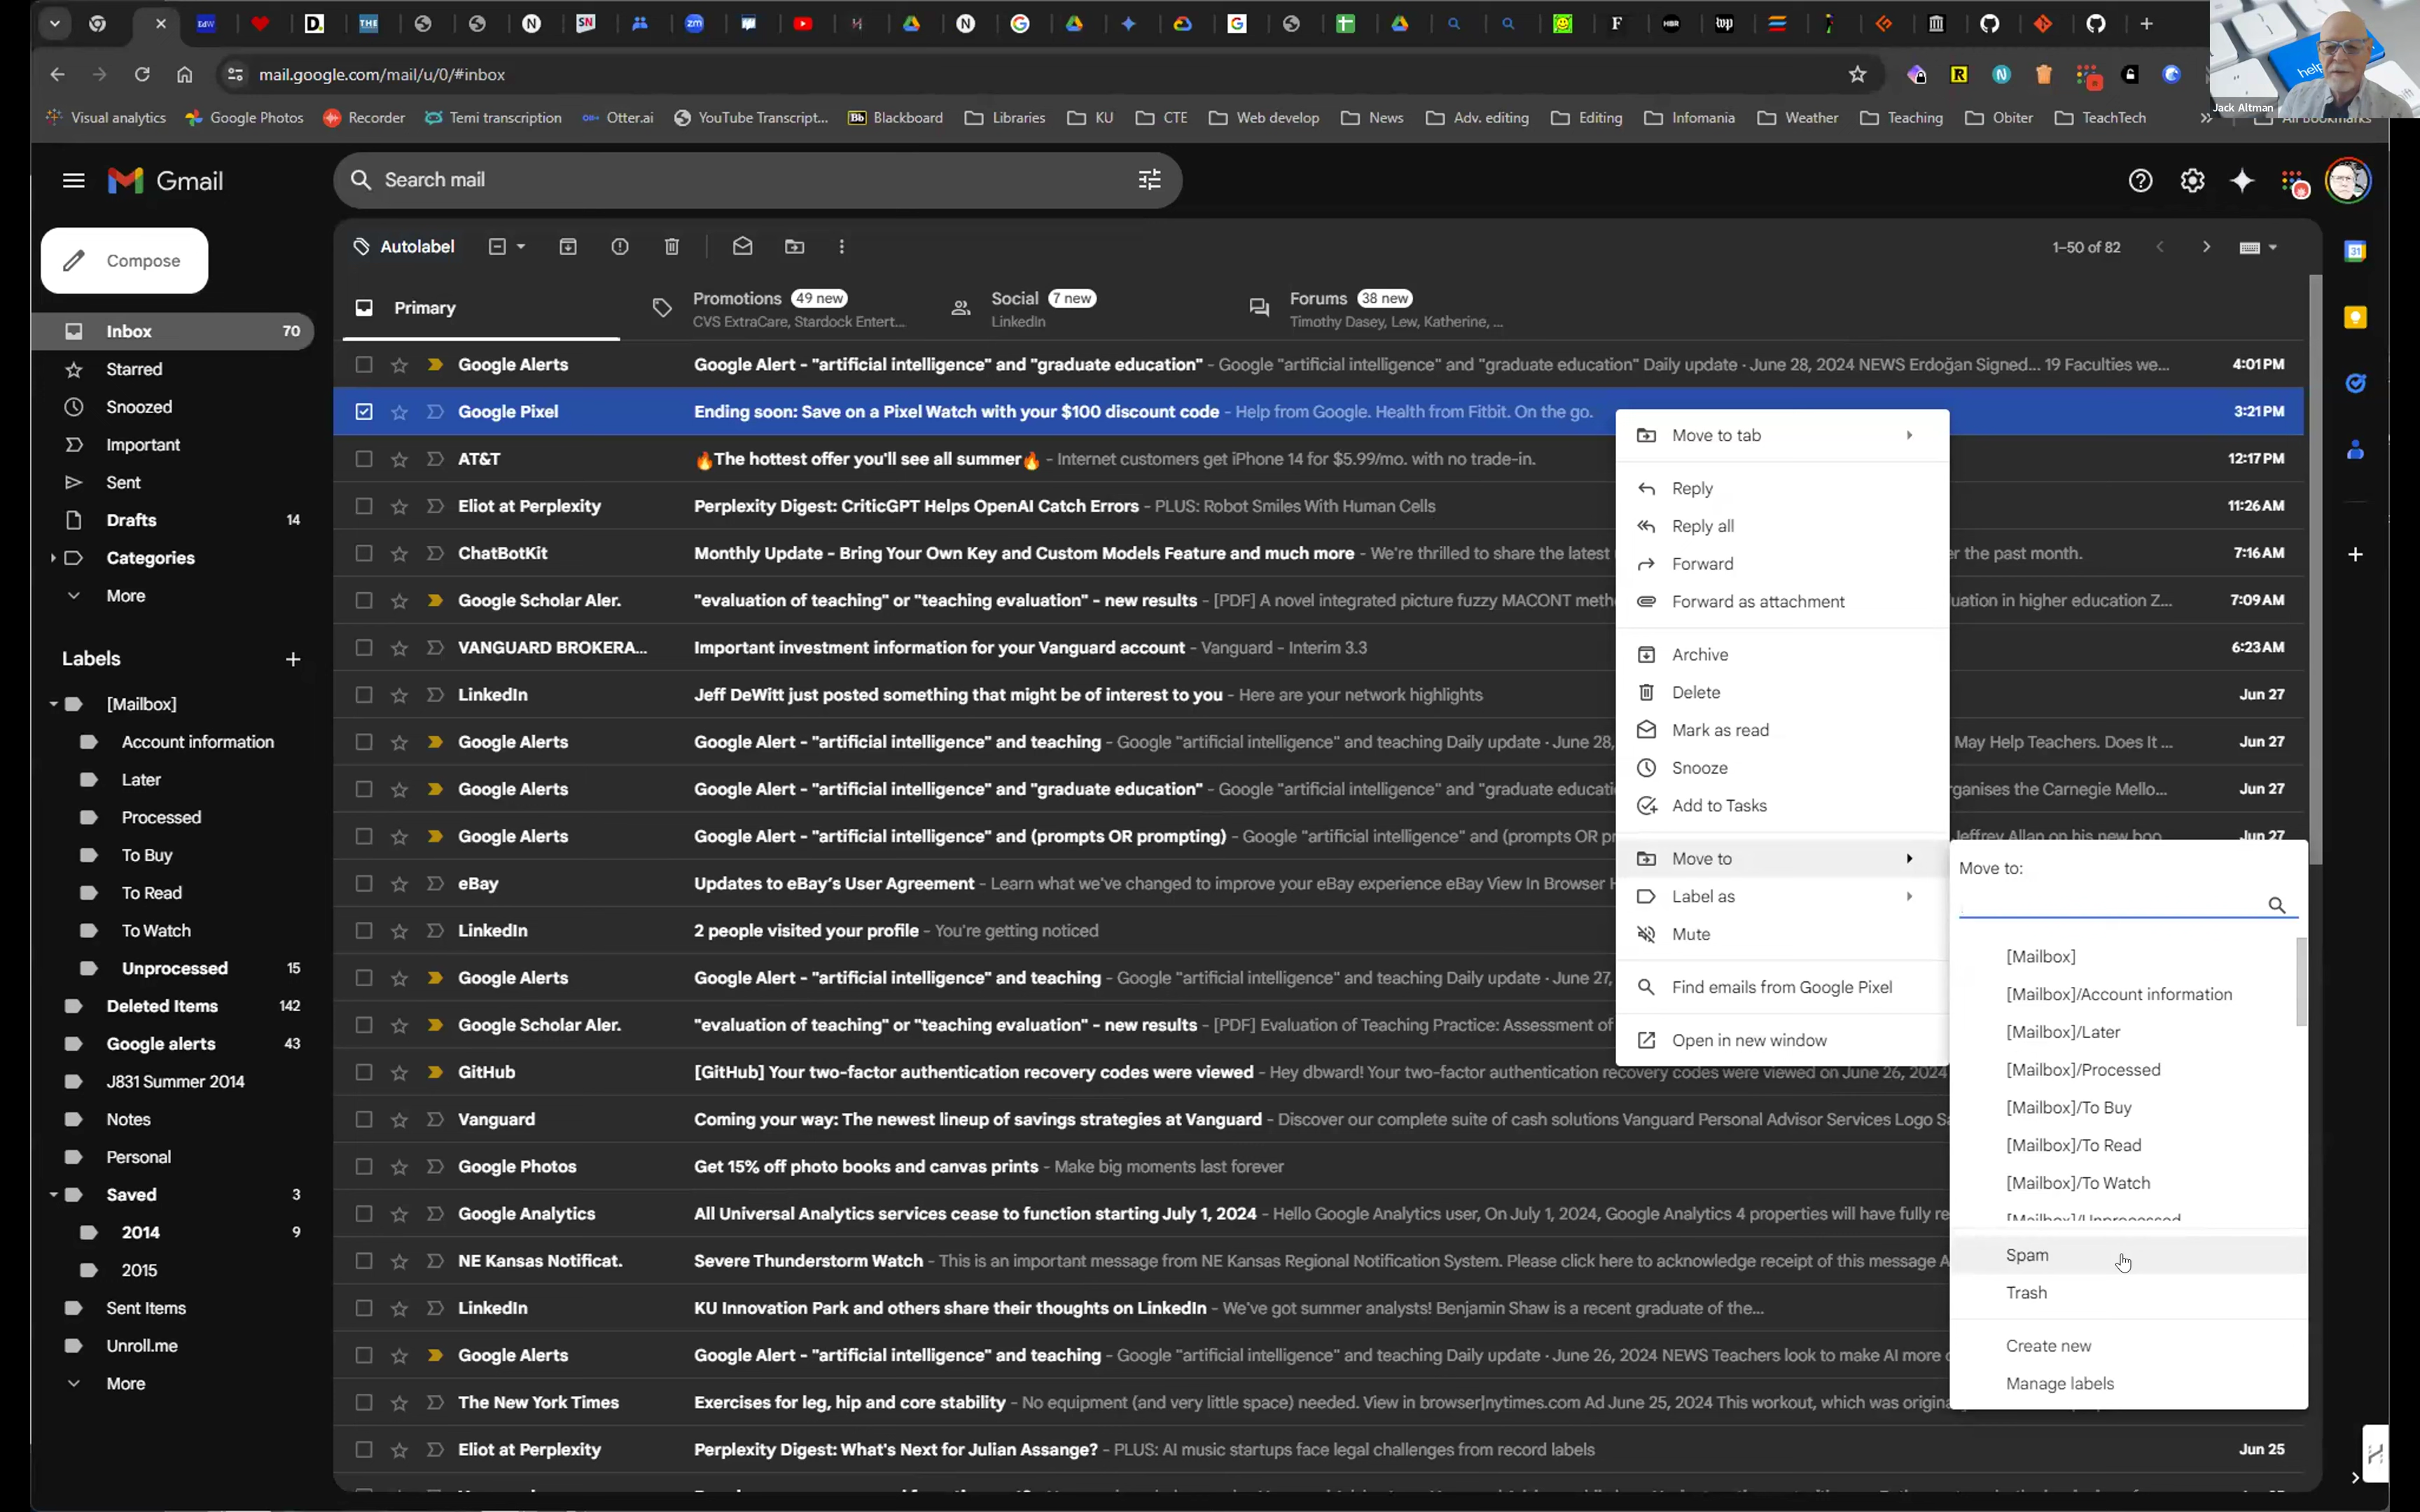 mail.google.com/mail/u/0/#inbox
Jack Altman
Visual analytics Google Photos Recorder Temi transcription Otter.ai YouTube Transcript... Blackboard Libraries KU CTE Web develop News Adv. editing Editing Infomania Weather Teaching Obiter TeachTech All Bookmarks
Gmail
Search mail
Compose
Inbox 70
Starred
Snoozed
Important
Sent
Drafts 14
Categories
More
Labels
[Mailbox]
Account information
Later
Processed
To Buy
To Read
To Watch
Unprocessed 15
Deleted Items 142
Google alerts 43
J831 Summer 2014
Notes
Personal
Saved 3
2014 9
2015
Sent Items
Unroll.me
More
Autolabel
1–50 of 82
Primary
Promotions 49 new
CVS ExtraCare, Stardock Entert...
Social 7 new
LinkedIn
Forums 38 new
Timothy Dasey, Lew, Katherine, ...
Google Alerts Google Alert - "artificial intelligence" and "graduate education" - Google "artificial intelligence" and "graduate education" Daily update · June 28, 2024 NEWS Erdoğan Signed... 19 Faculties we... 4:01 PM
Google Pixel Ending soon: Save on a Pixel Watch with your $100 discount code - Help from Google. Health from Fitbit. On the go. 3:21 PM
AT&T 🔥The hottest offer you'll see all summer🔥 - Internet customers get iPhone 14 for $5.99/mo. with no trade-in. 12:17 PM
Eliot at Perplexity Perplexity Digest: CriticGPT Helps OpenAI Catch Errors - PLUS: Robot Smiles With Human Cells 11:26 AM
ChatBotKit Monthly Update - Bring Your Own Key and Custom Models Feature and much more - We're thrilled to share the latest er the past month. 7:16 AM
Google Scholar Aler. "evaluation of teaching" or "teaching evaluation" - new results - [PDF] A novel integrated picture fuzzy MACONT meth uation in higher education Z... 7:09 AM
VANGUARD BROKERA... Important investment information for your Vanguard account - Vanguard - Interim 3.3 6:23 AM
LinkedIn Jeff DeWitt just posted something that might be of interest to you - Here are your network highlights Jun 27
Google Alerts Google Alert - "artificial intelligence" and teaching - Google "artificial intelligence" and teaching Daily update · June 28, May Help Teachers. Does It ... Jun 27
Google Alerts Google Alert - "artificial intelligence" and "graduate education" - Google "artificial intelligence" and "graduate educati rganises the Carnegie Mello... Jun 27
Google Alerts Google Alert - "artificial intelligence" and (prompts OR prompting) - Google "artificial intelligence" and (prompts OR p Jeffrey Allan on his new boo Jun 27
eBay Updates to eBay's User Agreement - Learn what we've changed to improve your eBay experience eBay View In Browser H
LinkedIn 2 people visited your profile - You're getting noticed
Google Alerts Google Alert - "artificial intelligence" and teaching - Google "artificial intelligence" and teaching Daily update · June 27,
Google Scholar Aler. "evaluation of teaching" or "teaching evaluation" - new results - [PDF] Evaluation of Teaching Practice: Assessment of
GitHub [GitHub] Your two-factor authentication recovery codes were viewed - Hey dbward! Your two-factor authentication recovery codes were viewed on June 26, 2024
Vanguard Coming your way: The newest lineup of savings strategies at Vanguard - Discover our complete suite of cash solutions Vanguard Personal Advisor Services Logo Sa
Google Photos Get 15% off photo books and canvas prints - Make big moments last forever
Google Analytics All Universal Analytics services cease to function starting July 1, 2024 - Hello Google Analytics user, On July 1, 2024, Google Analytics 4 properties will have fully re
NE Kansas Notificat. Severe Thunderstorm Watch - This is an important message from NE Kansas Regional Notification System. Please click here to acknowledge receipt of this message A
LinkedIn KU Innovation Park and others share their thoughts on LinkedIn - We've got summer analysts! Benjamin Shaw is a recent graduate of the...
Google Alerts Google Alert - "artificial intelligence" and teaching - Google "artificial intelligence" and teaching Daily update · June 26, 2024 NEWS Teachers look to make AI more
The New York Times Exercises for leg, hip and core stability - No equipment (and very little space) needed. View in browser|nytimes.com Ad June 25, 2024 This workout, which was origina
Eliot at Perplexity Perplexity Digest: What's Next for Julian Assange? - PLUS: AI music startups face legal challenges from record labels Jun 25
Move to tab
Reply
Reply all
Forward
Forward as attachment
Archive
Delete
Mark as read
Snooze
Add to Tasks
Move to
Label as
Mute
Find emails from Google Pixel
Open in new window
Move to:
[Mailbox]
[Mailbox]/Account information
[Mailbox]/Later
[Mailbox]/Processed
[Mailbox]/To Buy
[Mailbox]/To Read
[Mailbox]/To Watch
[Mailbox]/Unprocessed
Spam
Trash
Create new
Manage labels